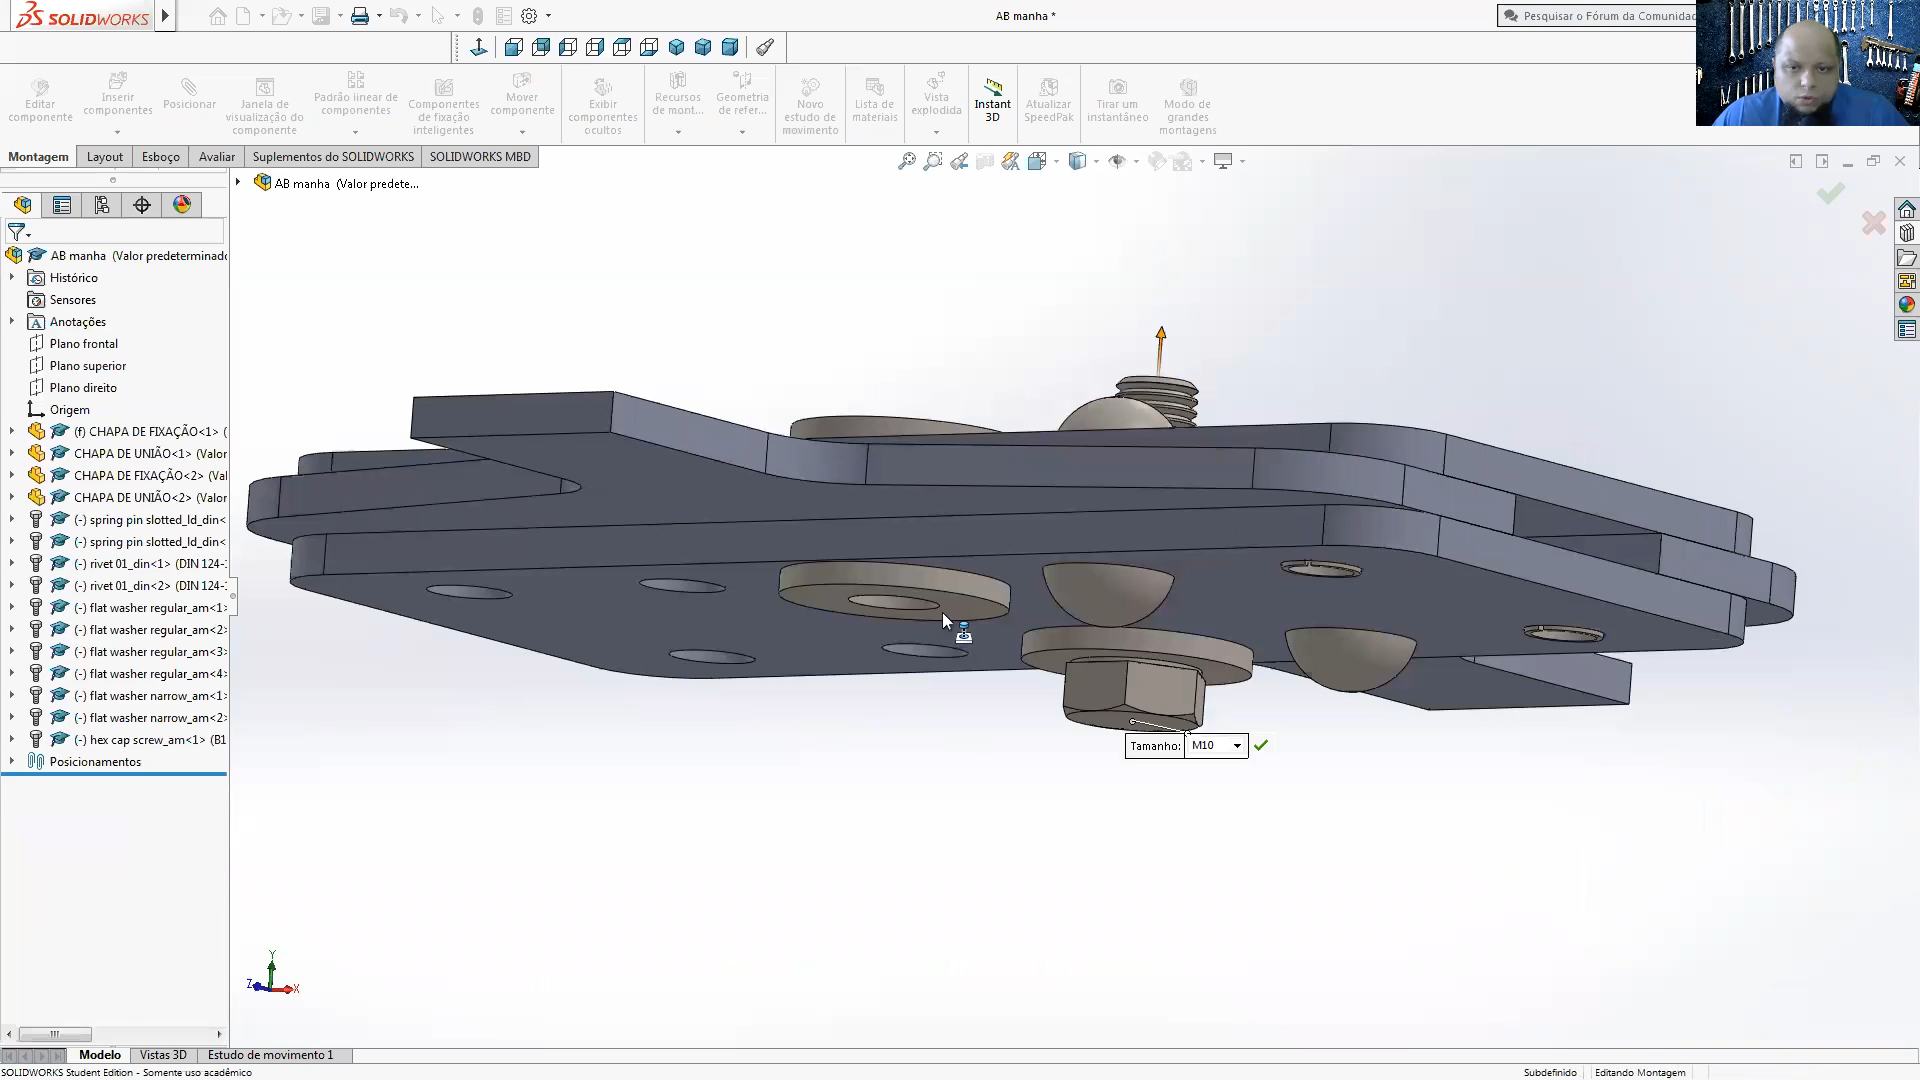 SOLIDWORKS
AB manha *
Pesquisar o Fórum da Comunidad
Editar
componente
Inserir
componentes
Posicionar
Janela de
visualização do
componente
Padrão linear de
componentes
Componentes
de fixação
inteligentes
Mover
componente
Exibir
componentes
ocultos
Recursos
de mont...
Geometria
de refer...
Novo
estudo de
movimento
Lista de
materiais
Vista
explodida
Instant
3D
Atualizar
SpeedPak
Tirar um
instantâneo
Modo de
grandes
montagens
Montagem
Layout
Esboço
Avaliar
Suplementos do SOLIDWORKS
SOLIDWORKS MBD
AB manha (Valor predete...
AB manha (Valor predeterminado
Histórico
Sensores
Anotações
Plano frontal
Plano superior
Plano direito
Origem
(f) CHAPA DE FIXAÇÃO<1> (
CHAPA DE UNIÃO<1> (Valor
CHAPA DE FIXAÇÃO<2> (Val
CHAPA DE UNIÃO<2> (Valor
(-) spring pin slotted_ld_din<
(-) spring pin slotted_ld_din<
(-) rivet 01_din<1> (DIN 124-
(-) rivet 01_din<2> (DIN 124-
(-) flat washer regular_am<1>
(-) flat washer regular_am<2>
(-) flat washer regular_am<3>
(-) flat washer regular_am<4>
(-) flat washer narrow_am<1>
(-) flat washer narrow_am<2>
(-) hex cap screw_am<1> (B1
Posicionamentos
Tamanho:
M10
Y
Z
X
Modelo
Vistas 3D
Estudo de movimento 1
SOLIDWORKS Student Edition - Somente uso acadêmico
Subdefinido
Editando Montagem